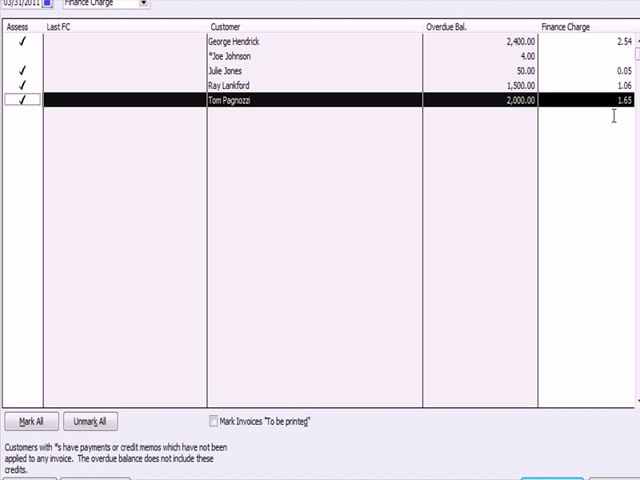 03/31/2011 Finance Charge
Assess Last FC Customer Overdue Bal. Finance Charge
George Hendrick 2,400.00 2.54
*Joe Johnson 4.00
Julie Jones 50.00 0.05
Ray Lankford 1,500.00 1.06
Tom Pagnozzi 2,000.00 1.65
Mark All Unmark All Mark Invoices "To be printed"
Customers with *s have payments or credit memos which have not been
applied to any invoice. The overdue balance does not include these
credits.